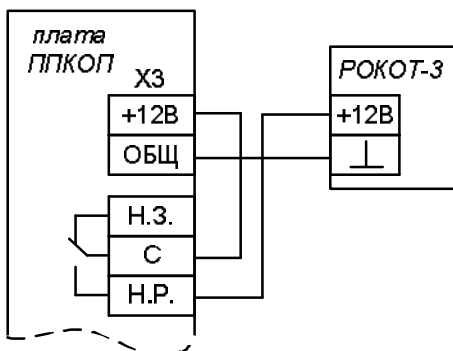 плата
ППКОП
Х3
+12В
ОБЩ
Н.З.
С
Н.Р.
РОКОТ-3
+12В